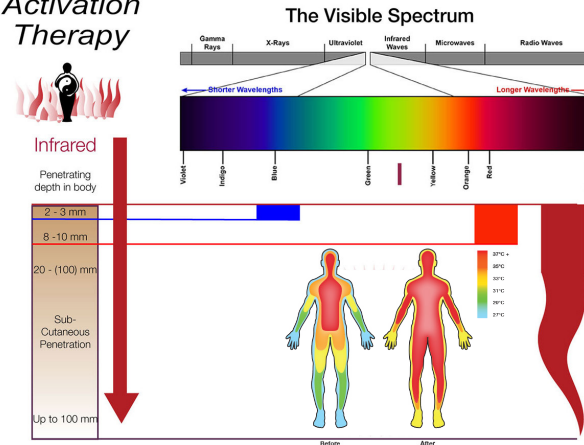 Activation
Therapy
The Visible Spectrum
Gamma
Rays
X-Rays
Ultraviolet
Infrared
Waves
Microwaves
Radio Waves
Shorter Wavelengths
Longer Wavelengths
Infrared
Penetrating
depth in body
Violet
Indigo
Blue
Green
Yellow
Orange
Red
2 - 3 mm
8 -10 mm
20 - (100) mm
Sub-
Cutaneous
Penetration
Up to 100 mm
37°C +
35°C
33°C
31°C
29°C
27°C
Before
After